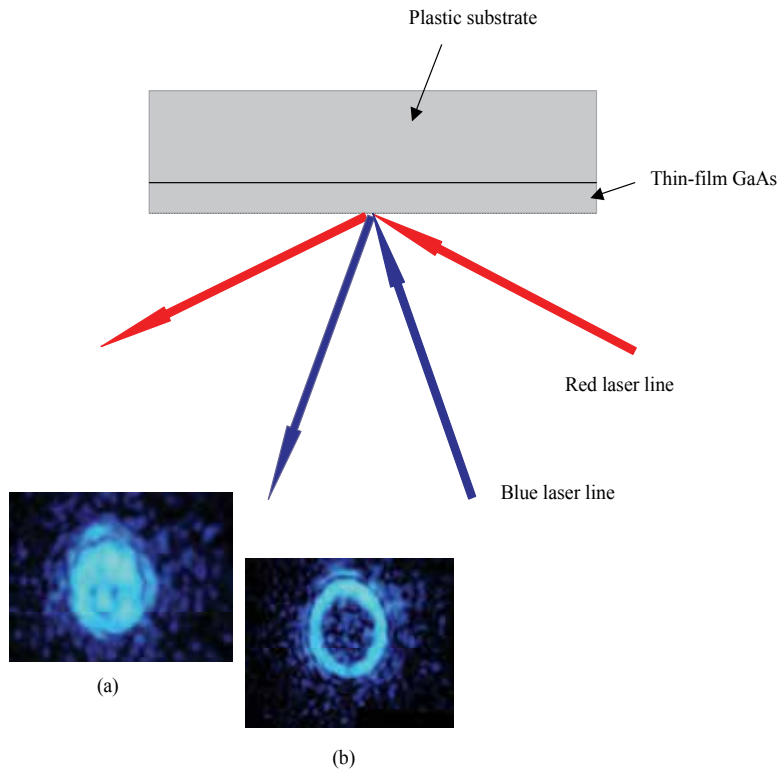 Plastic substrate
Thin-film GaAs
Red laser line
Blue laser line
(a)
(b)